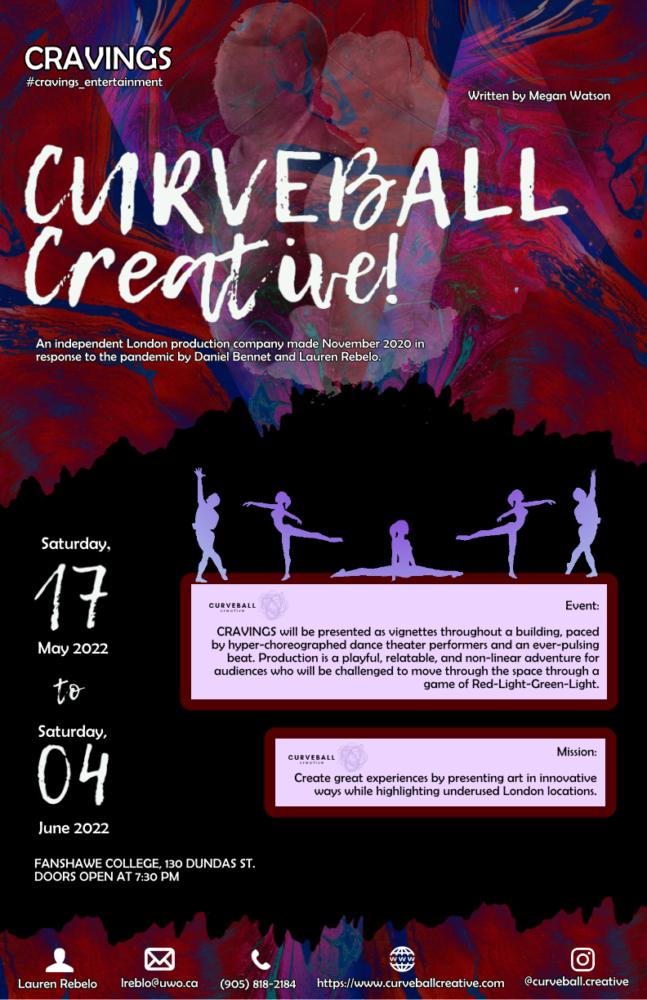 CRAVINGS
#cravings_entertainment
Written by Megan Watson
CURVEBALL
Creative!
An independent London production company made November 2020 in
response to the pandemic by Daniel Bennet and Lauren Rebelo.
Saturday,
17
May 2022
to
Saturday,
04
June 2022
FANSHAWE COLLEGE, 130 DUNDAS ST.
DOORS OPEN AT 7:30 PM
CURVEBALL
creative
Event:
CRAVINGS will be presented as vignettes throughout a building, paced
by hyper-choreographed dance theater performers and an ever-pulsing
beat. Production is a playful, relatable, and non-linear adventure for
audiences who will be challenged to move through the space through a
game of Red-Light-Green-Light.
CURVEBALL
creative
Mission:
Create great experiences by presenting art in innovative
ways while highlighting underused London locations.
Lauren Rebelo
lreblo@uwo.ca
(905) 818-2184
WWW
https://www.curveballcreative.com
@curveball.creative